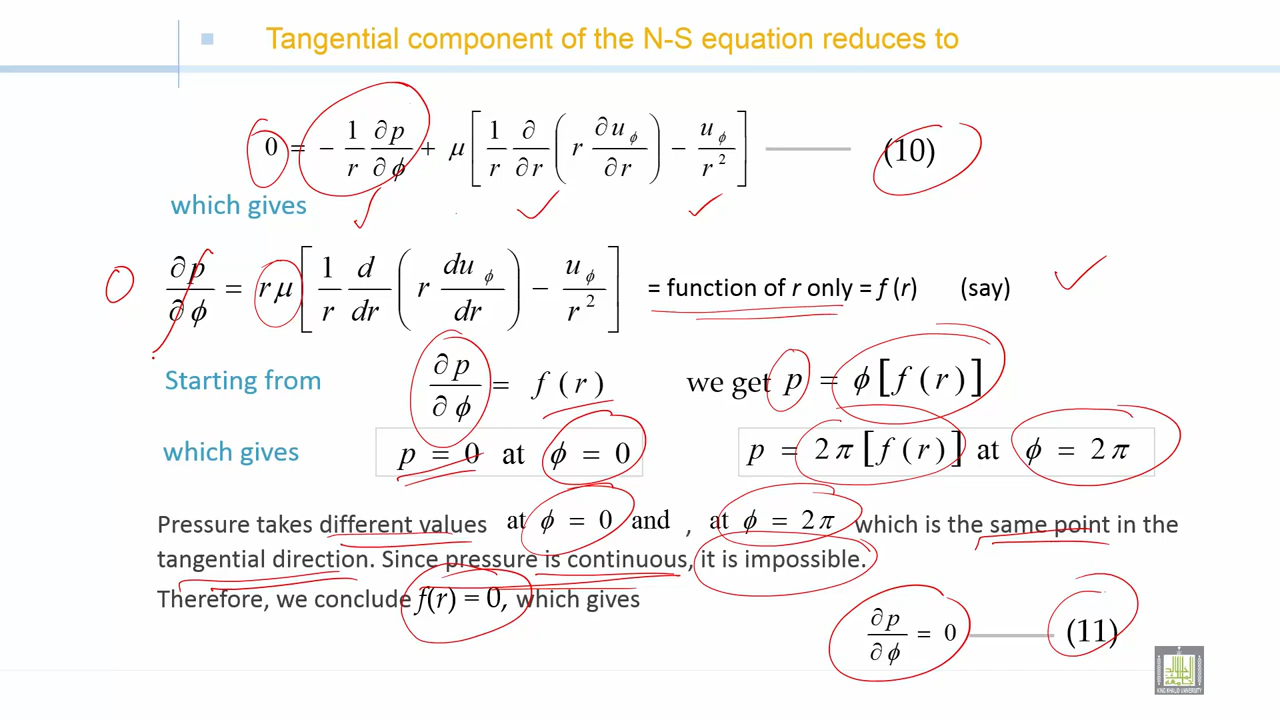 Tangential component of the N-S equation reduces to
0 = − 1/r ∂p/∂ϕ + μ [ 1/r ∂/∂r ( r ∂u_ϕ/∂r ) − u_ϕ/r² ] (10)
which gives
0 ∂p/∂ϕ = rμ [ 1/r d/dr ( r du_ϕ/dr ) − u_ϕ/r² ] = function of r only = f (r) (say)
Starting from ∂p/∂ϕ = f (r) we get p = ϕ [ f (r) ]
which gives p = 0 at ϕ = 0 p = 2π [ f (r) ] at ϕ = 2π
Pressure takes different values at ϕ = 0 and , at ϕ = 2π which is the same point in the
tangential direction. Since pressure is continuous, it is impossible.
Therefore, we conclude f(r) = 0, which gives
∂p/∂ϕ = 0 (11)
KING KHALID UNIVERSITY